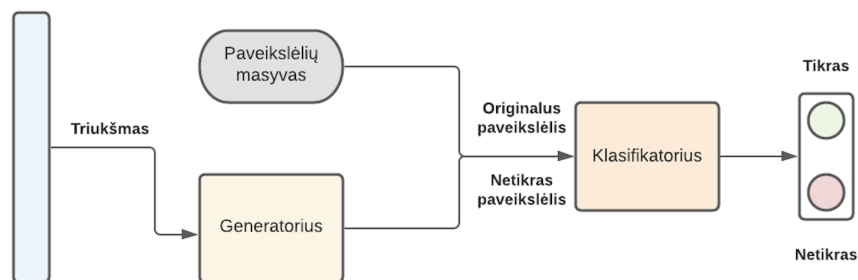 Paveikslėlių
masyvas
Tikras
Originalus
paveikslėlis
Triukšmas
Klasifikatorius
Netikras
paveikslėlis
Generatorius
Netikras